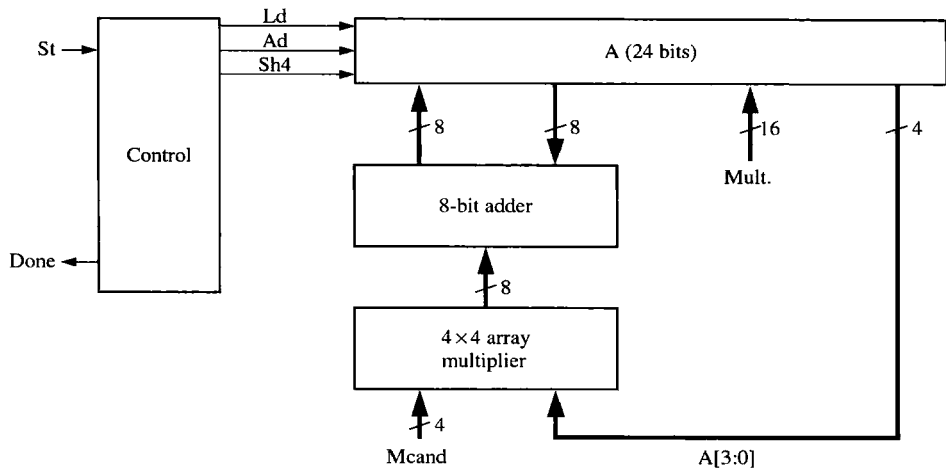 Ld
St
Ad
A (24 bits)
Sh4
8
8
16
4
Control
Mult.
8-bit adder
Done
8
4×4 array
multiplier
4
Mcand
A[3:0]